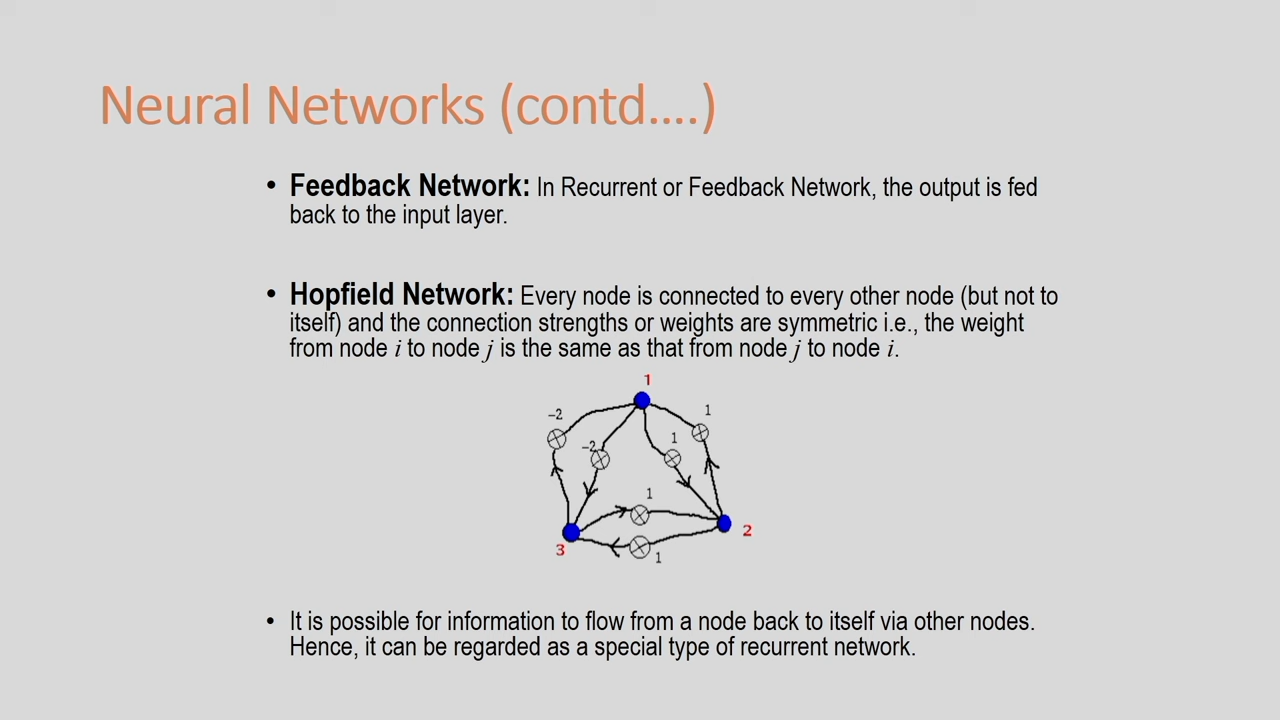 Neural Networks (contd....)
• Feedback Network: In Recurrent or Feedback Network, the output is fed
back to the input layer.
• Hopfield Network: Every node is connected to every other node (but not to
itself) and the connection strengths or weights are symmetric i.e., the weight
from node i to node j is the same as that from node j to node i.
1
-2
1
-2
1
1
2
3
1
• It is possible for information to flow from a node back to itself via other nodes.
Hence, it can be regarded as a special type of recurrent network.